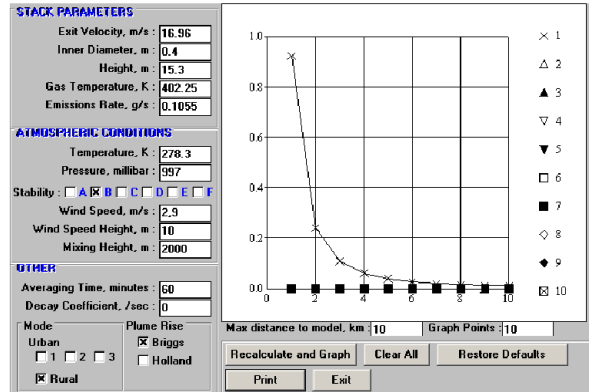 STACK PARAMETERS
Exit Velocity, m/s : 16.96
Inner Diameter, m : 0.4
Height, m : 15.3
Gas Temperature, K : 402.25
Emissions Rate, g/s : 0.1055
ATMOSPHERIC CONDITIONS
Temperature, K : 278.3
Pressure, millibar : 997
Stability : A B C D E F
Wind Speed, m/s : 2.9
Wind Speed Height, m : 10
Mixing Height, m : 2000
OTHER
Averaging Time, minutes : 60
Decay Coefficient, /sec : 0
Mode
Urban
1 2 3
Rural
Plume Rise
Briggs
Holland
1.0
0.8
0.6
0.4
0.2
0.0
0 2 4 6 8 10
1
2
3
4
5
6
7
8
9
10
Max distance to model, km : 10 Graph Points : 10
Recalculate and Graph Clear All Restore Defaults
Print Exit